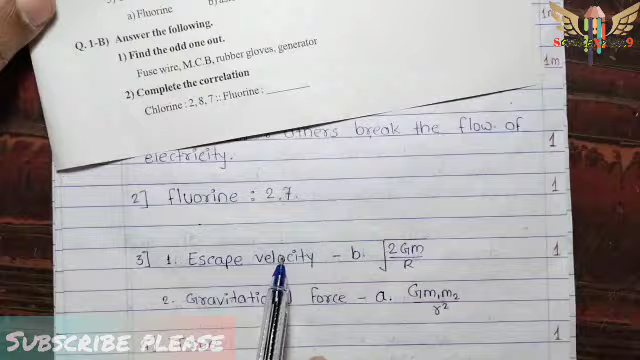 a) Fluorine
Q. 1-B) Answer the following.
1) Find the odd one out.
Fuse wire, M.C.B, rubber gloves, generator
2) Complete the correlation
Chlorine : 2, 8, 7 :: Fluorine : ________
others break the flow of
electricity.
1
2] fluorine : 2,7.
1
3] 1. Escape velocity - b. √2GM/R
1
2. Gravitational force - a. Gm₁m₂/r²
1
1m
1m
SUBSCRIBE PLEASE